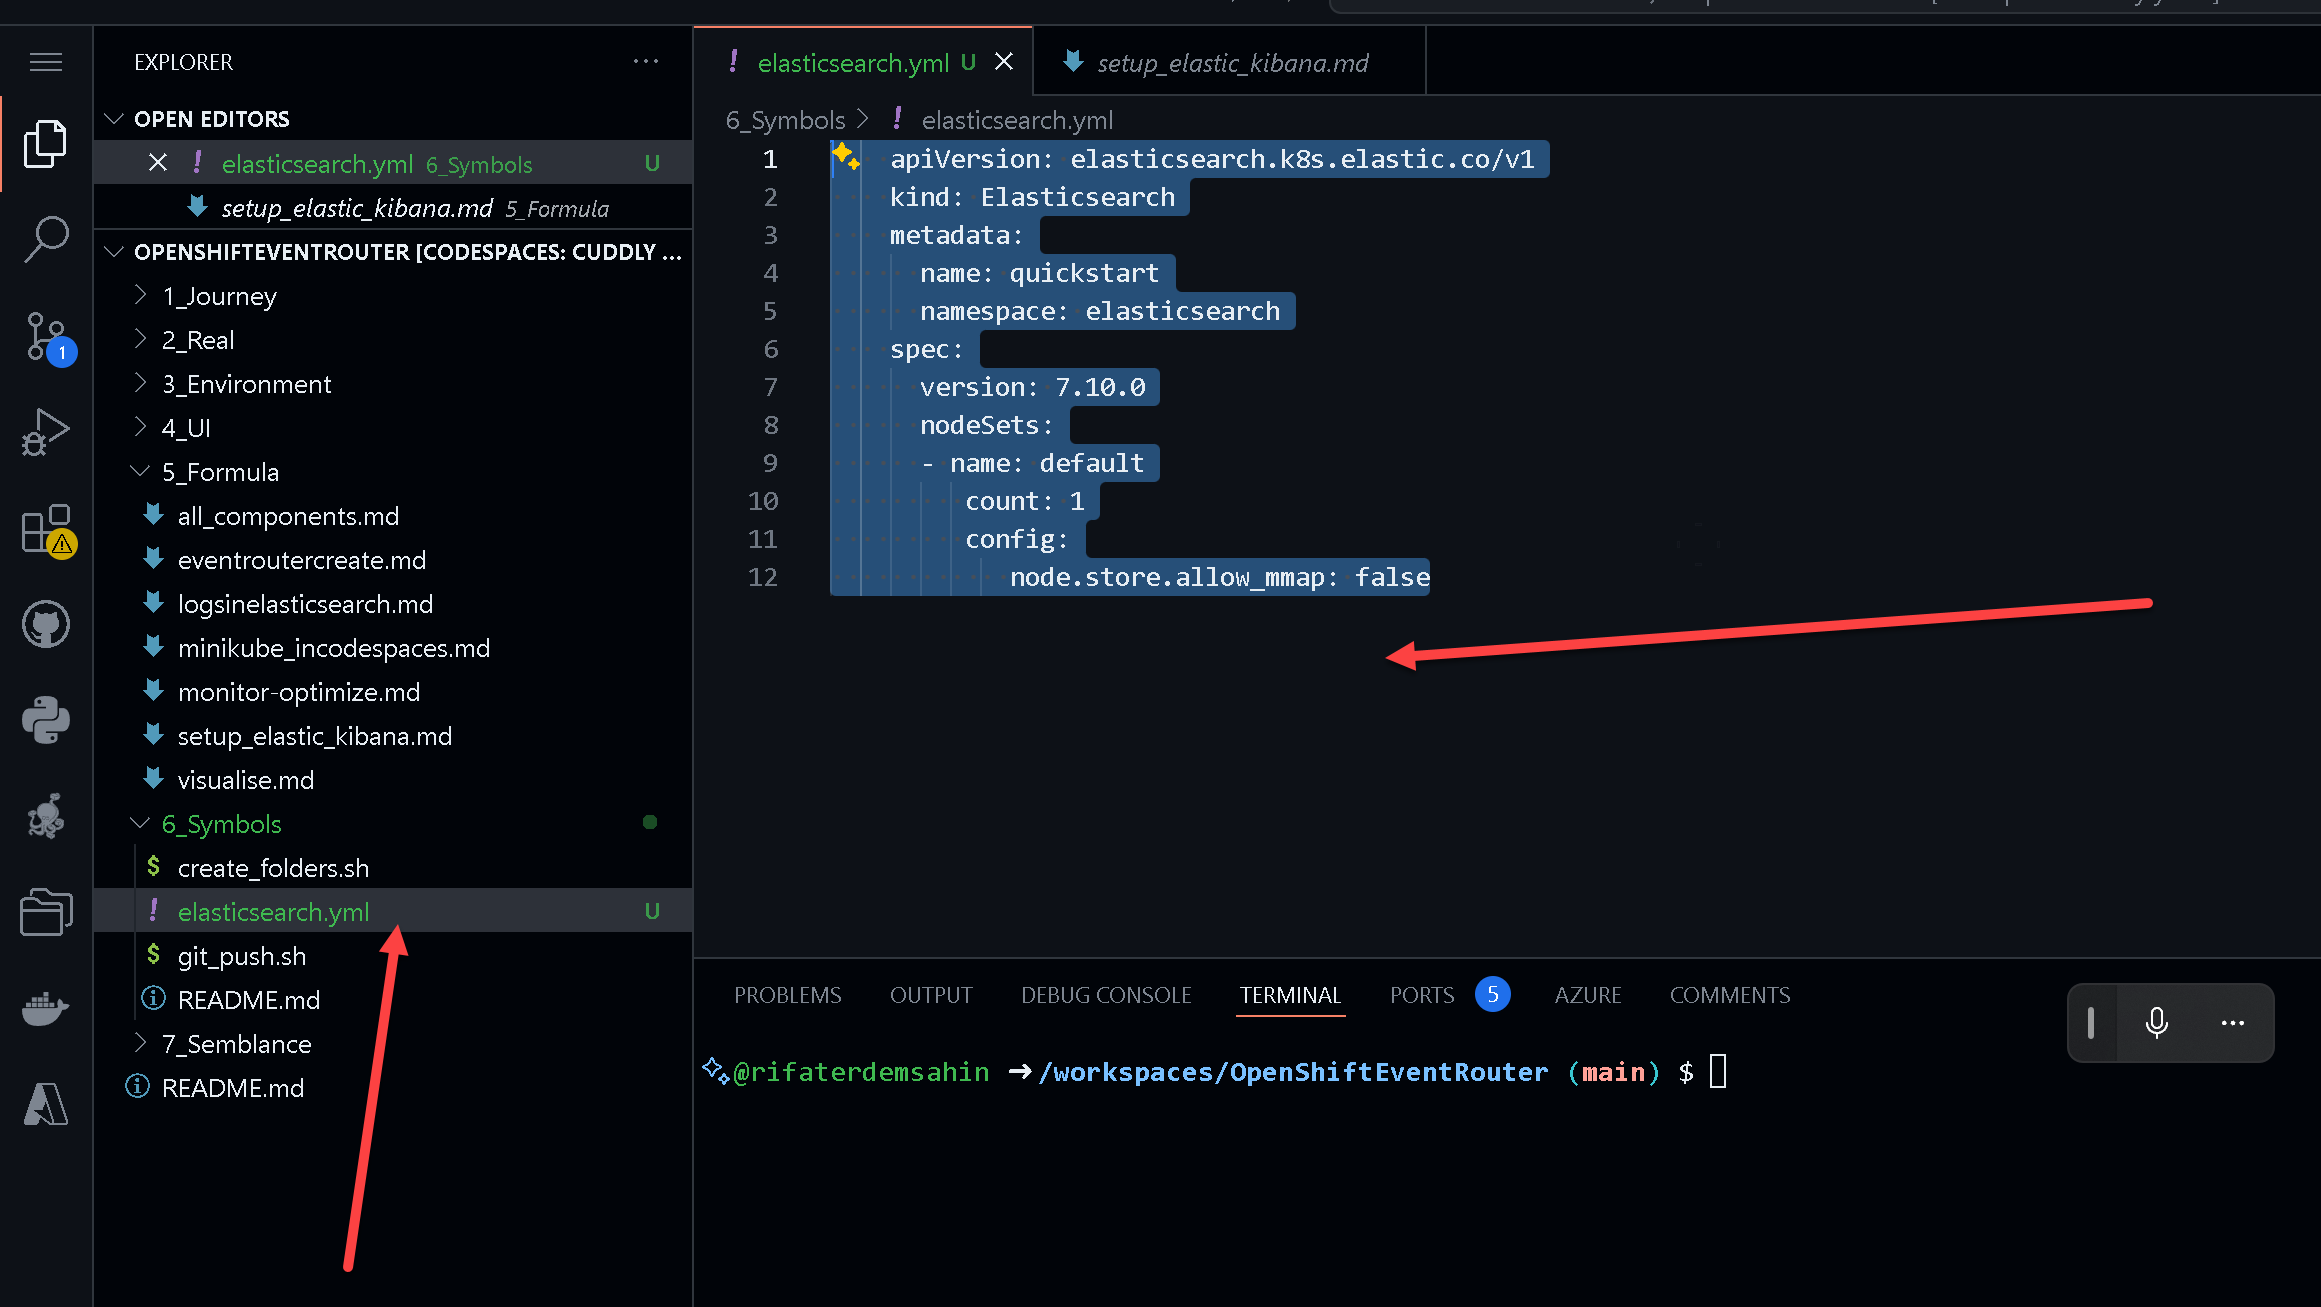 EXPLORER
OPEN EDITORS
elasticsearch.yml 6_Symbols U
setup_elastic_kibana.md 5_Formula
OPENSHIFTEVENTROUTER [CODESPACES: CUDDLY ...
1_Journey
2_Real
3_Environment
4_UI
5_Formula
all_components.md
eventroutercreate.md
logsinelasticsearch.md
minikube_incodespaces.md
monitor-optimize.md
setup_elastic_kibana.md
visualise.md
6_Symbols
$ create_folders.sh
! elasticsearch.yml U
$ git_push.sh
README.md
7_Semblance
README.md
1
! elasticsearch.yml U
setup_elastic_kibana.md
6_Symbols > ! elasticsearch.yml
1 apiVersion: elasticsearch.k8s.elastic.co/v1
2 kind: Elasticsearch
3 metadata:
4 name: quickstart
5 namespace: elasticsearch
6 spec:
7 version: 7.10.0
8 nodeSets:
9 - name: default
10 count: 1
11 config:
12 node.store.allow_mmap: false
PROBLEMS OUTPUT DEBUG CONSOLE TERMINAL PORTS 5 AZURE COMMENTS
@rifaterdemsahin → /workspaces/OpenShiftEventRouter (main) $